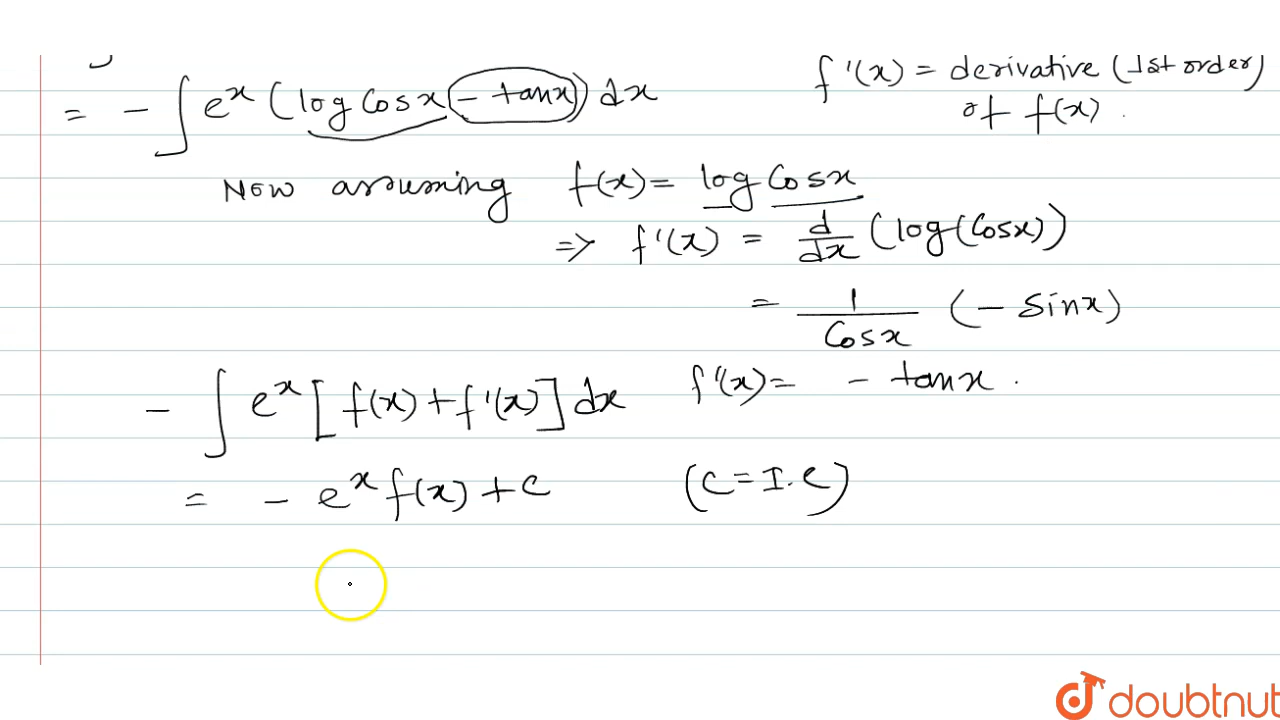 = - ∫ e^x (log Cos x - tan x) dx
f'(x) = derivative (1st order)
of f(x).
Now assuming f(x) = log Cos x
=> f'(x) = d/dx (log(Cos x))
= 1/Cos x (- Sin x)
f'(x) = - tan x.
- ∫ e^x [f(x) + f'(x)] dx
= - e^x f(x) + c (C = I.C)
doubtnut